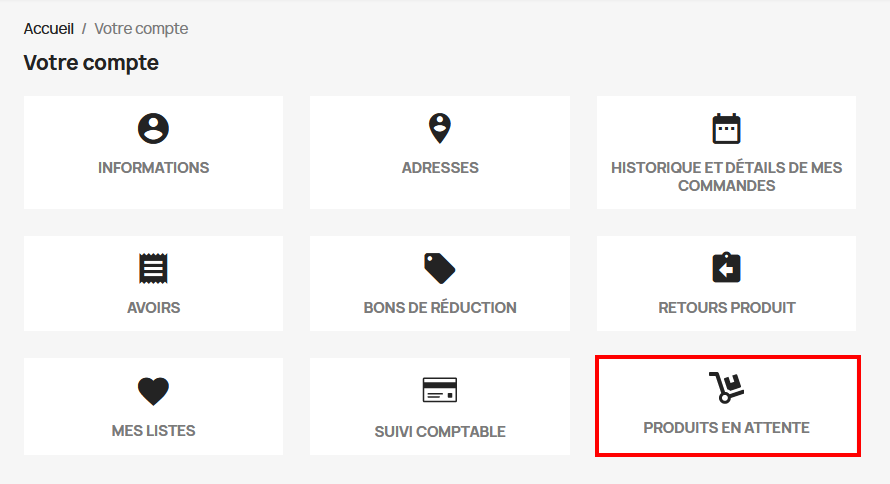 Accueil / Votre compte
Votre compte
INFORMATIONS
ADRESSES
HISTORIQUE ET DÉTAILS DE MES
COMMANDES
AVOIRS
BONS DE RÉDUCTION
RETOURS PRODUIT
MES LISTES
SUIVI COMPTABLE
PRODUITS EN ATTENTE